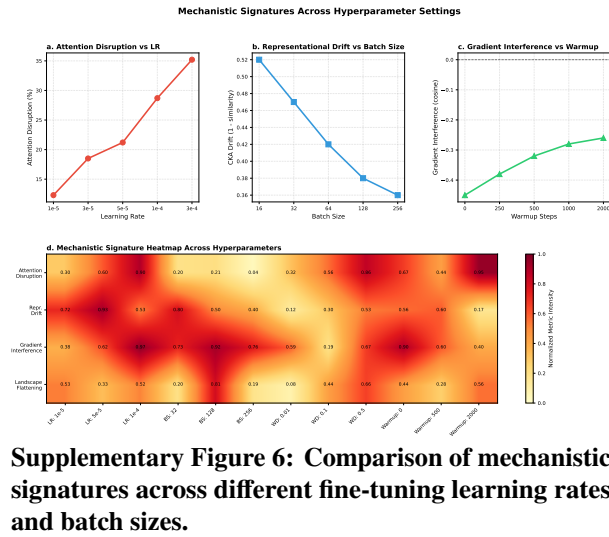 Mechanistic Signatures Across Hyperparameter Settings
a. Attention Disruption vs LR
Attention Disruption (%)
35
30
25
20
15
1e-5 3e-5 5e-5 1e-4 3e-4
Learning Rate
b. Representational Drift vs Batch Size
CKA Drift (1 - similarity)
0.52
0.50
0.48
0.46
0.44
0.42
0.40
0.38
0.36
16 32 64 128 256
Batch Size
c. Gradient Interference vs Warmup
Gradient Interference (cosine)
0.0
−0.1
−0.2
−0.3
−0.4
0 250 500 1000 2000
Warmup Steps
d. Mechanistic Signature Heatmap Across Hyperparameters
Attention
Disruption
0.30 0.60 0.20 0.21 0.04 0.32 0.56 0.67 0.44
Repr.
Drift
0.72 0.53 0.80 0.50 0.40 0.12 0.30 0.53 0.56 0.60 0.17
Gradient
Interference
0.38 0.62 0.73 0.76 0.59 0.19 0.67 0.60 0.40
Landscape
Flattening
0.53 0.33 0.52 0.20 0.19 0.08 0.44 0.66 0.44 0.28 0.56
LR: 1e-5 LR: 5e-5 LR: 1e-4 BS: 32 BS: 128 BS: 256 WD: 0.01 WD: 0.1 WD: 0.5 Warmup: 0 Warmup: 500 Warmup: 2000
1.0
0.8
0.6
0.4
0.2
0.0
Normalized Metric Intensity
Supplementary Figure 6: Comparison of mechanistic
signatures across different fine-tuning learning rates
and batch sizes.